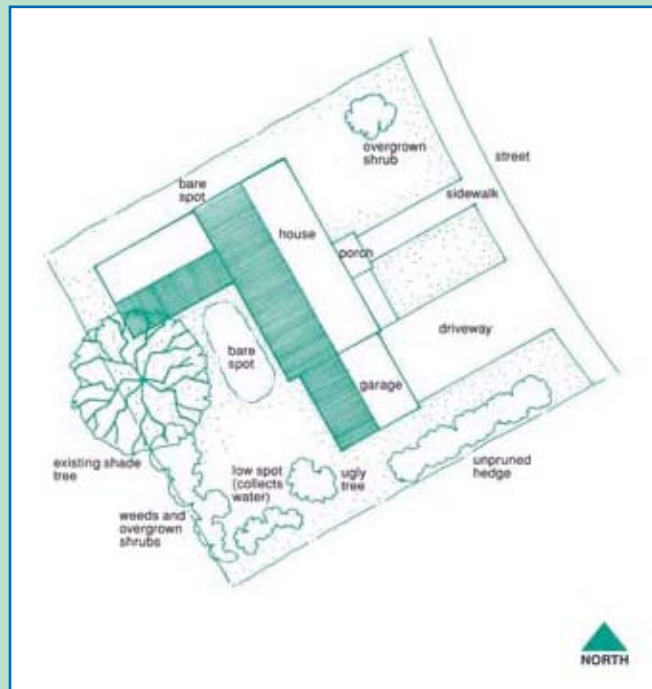 overgrown
shrub
street
bare
spot
sidewalk
house
porch
driveway
bare
spot
garage
existing shade
tree
low spot
(collects
water)
ugly
tree
unpruned
hedge
weeds and
overgrown
shrubs
NORTH